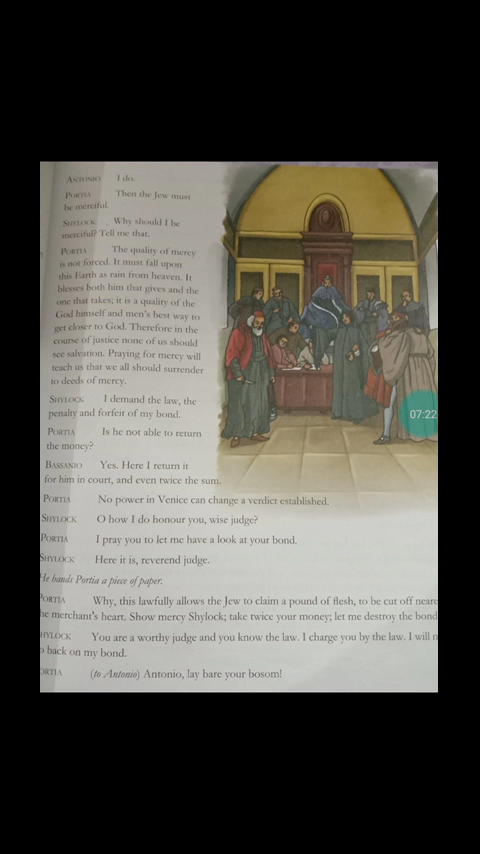 ANTONIO I do.
PORTIA Then the Jew must
be merciful.
SHYLOCK Why should I be
merciful? Tell me that.
PORTIA The quality of mercy
is not forced. It must fall upon
this Earth as rain from heaven. It
blesses both him that gives and the
one that takes; it is a quality of the
God himself and men's best way to
get closer to God. Therefore in the
course of justice none of us should
see salvation. Praying for mercy will
teach us that we all should surrender
to deeds of mercy.
SHYLOCK I demand the law, the
penalty and forfeit of my bond.
PORTIA Is he not able to return
the money?
BASSANIO Yes. Here I return it
for him in court, and even twice the sum.
PORTIA No power in Venice can change a verdict established.
SHYLOCK O how I do honour you, wise judge?
PORTIA I pray you to let me have a look at your bond.
SHYLOCK Here it is, reverend judge.
He hands Portia a piece of paper.
PORTIA Why, this lawfully allows the Jew to claim a pound of flesh, to be cut off neare
he merchant's heart. Show mercy Shylock; take twice your money; let me destroy the bond
HYLOCK You are a worthy judge and you know the law. I charge you by the law. I will n
o back on my bond.
ORTIA (to Antonio) Antonio, lay bare your bosom!
07:22